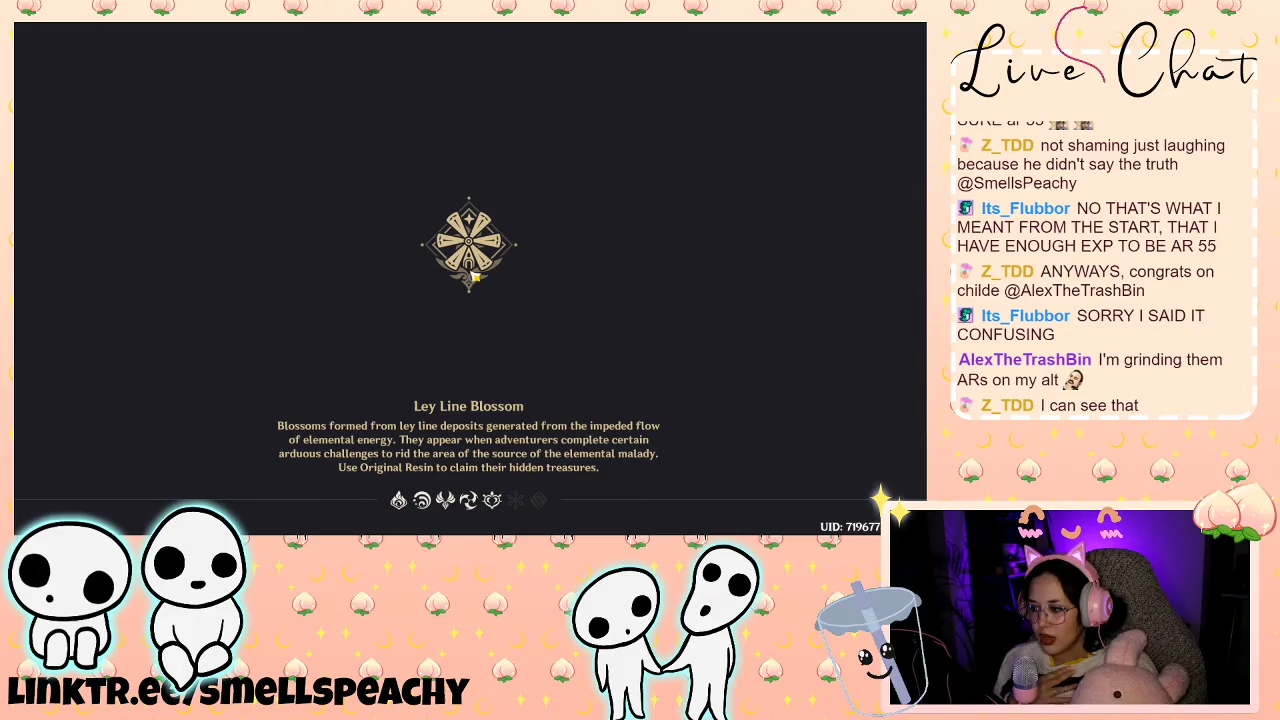 Live Chat
SURE ar 55
Z_TDD not shaming just laughing
because he didn't say the truth
@SmellsPeachy
Its_Flubbor NO THAT'S WHAT I
MEANT FROM THE START, THAT I
HAVE ENOUGH EXP TO BE AR 55
Z_TDD ANYWAYS, congrats on
childe @AlexTheTrashBin
Its_Flubbor SORRY I SAID IT
CONFUSING
AlexTheTrashBin I'm grinding them
ARs on my alt
Z_TDD I can see that
Ley Line Blossom
Blossoms formed from ley line deposits generated from the impeded flow
of elemental energy. They appear when adventurers complete certain
arduous challenges to rid the area of the source of the elemental malady.
Use Original Resin to claim their hidden treasures.
UID: 719677
linktr.ee/smellspeachy